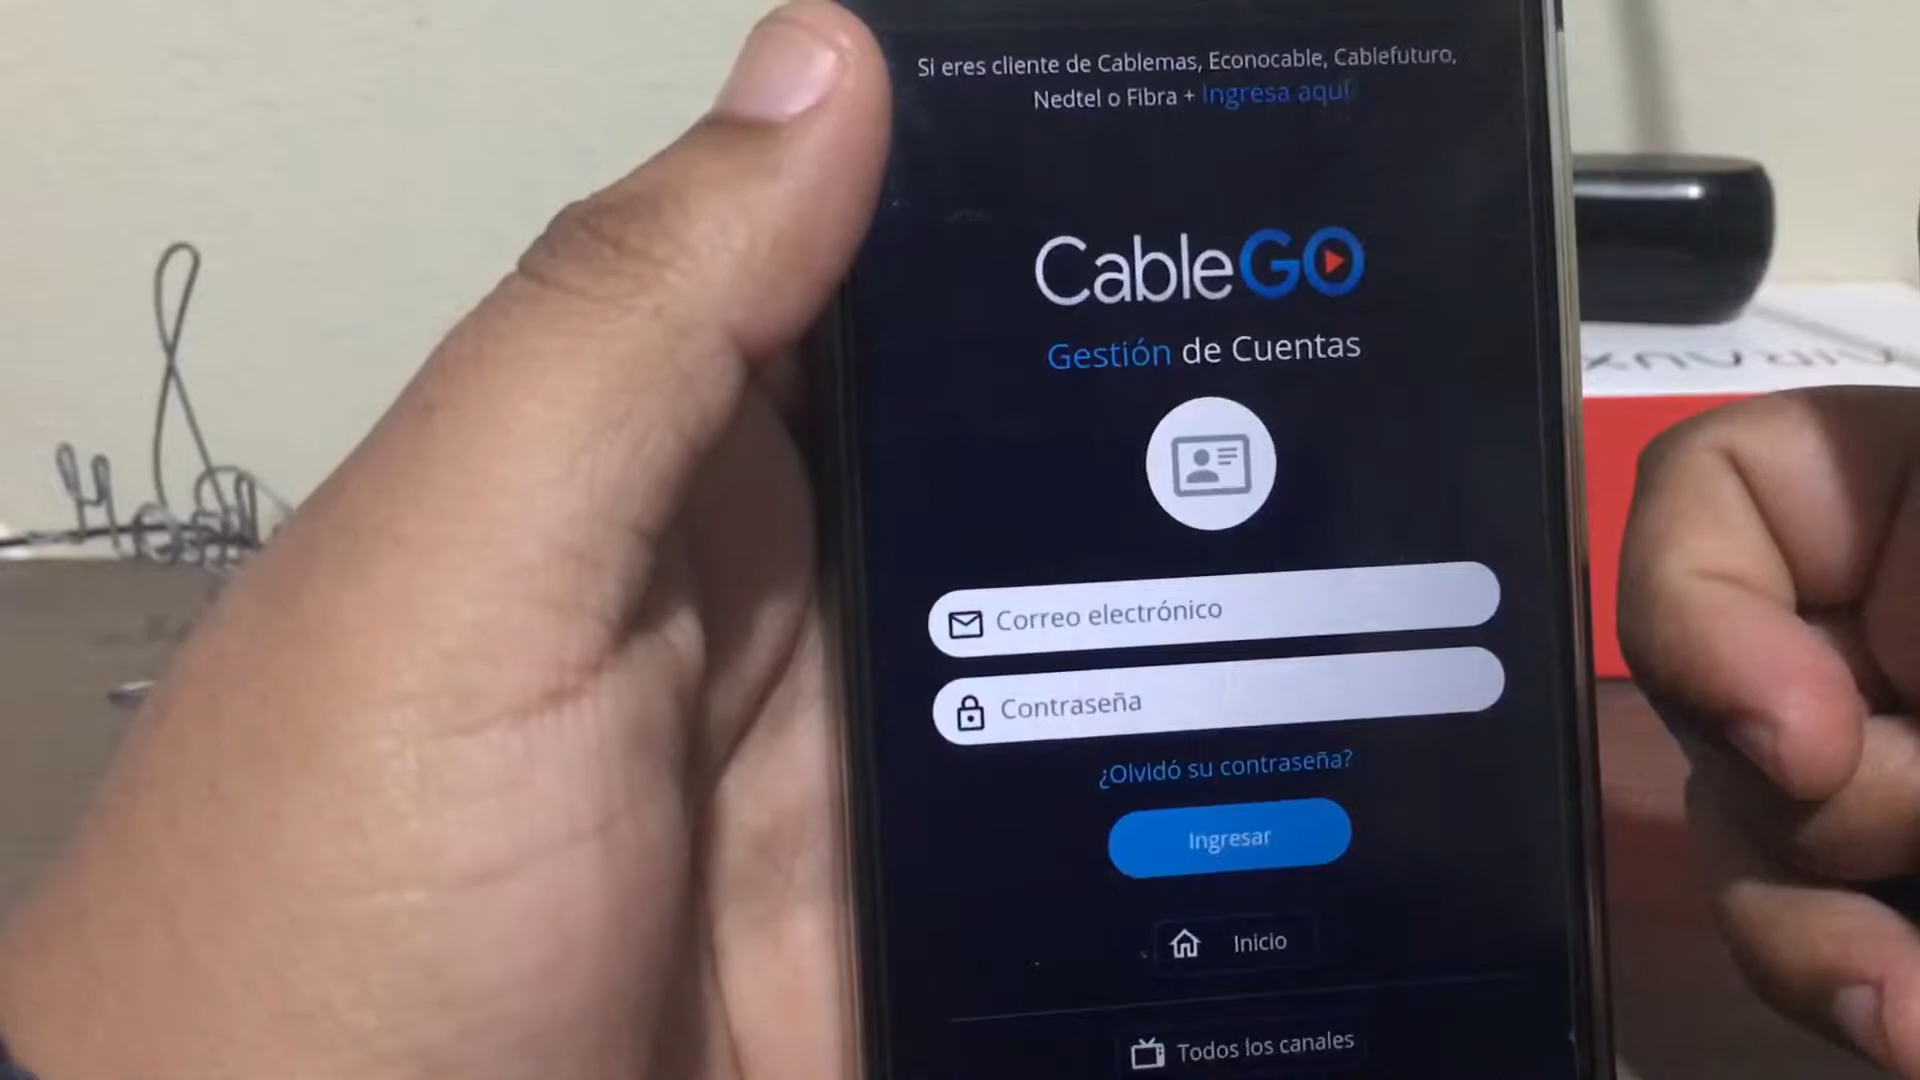 Si eres cliente de Cablemas, Econocable, Cablefuturo,
Nedtel o Fibra + Ingresa aquí
CableGO
Gestión de Cuentas
Correo electrónico
Contraseña
¿Olvidó su contraseña?
Ingresar
Inicio
Todos los canales